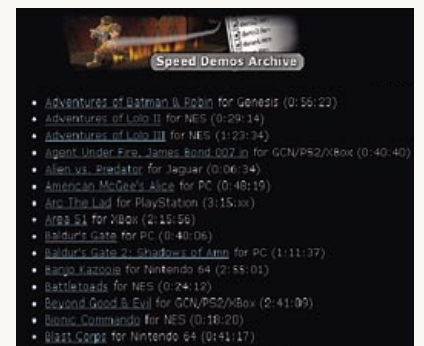 Speed Demos Archive
• Adventures of Batman & Robin for Genesis (0:56:23)
• Adventures of Lolo II for NES (0:29:14)
• Adventures of Lolo III for NES (1:23:34)
• Agent Under Fire, James Bond 007 in for GCN/PS2/XBox (0:40:40)
• Alien vs. Predator for Jaguar (0:06:34)
• American McGee's Alice for PC (0:48:19)
• Arc The Lad for PlayStation (3:15:xx)
• Area 51 for XBox (2:15:56)
• Baldur's Gate for PC (0:40:06)
• Baldur's Gate 2: Shadows of Amn for PC (1:11:37)
• Banjo Kazooie for Nintendo 64 (2:55:01)
• Battletoads for NES (0:24:12)
• Beyond Good & Evil for GCN/PS2/XBox (2:41:09)
• Bionic Commando for NES (0:18:20)
• Blast Corps for Nintendo 64 (0:41:17)